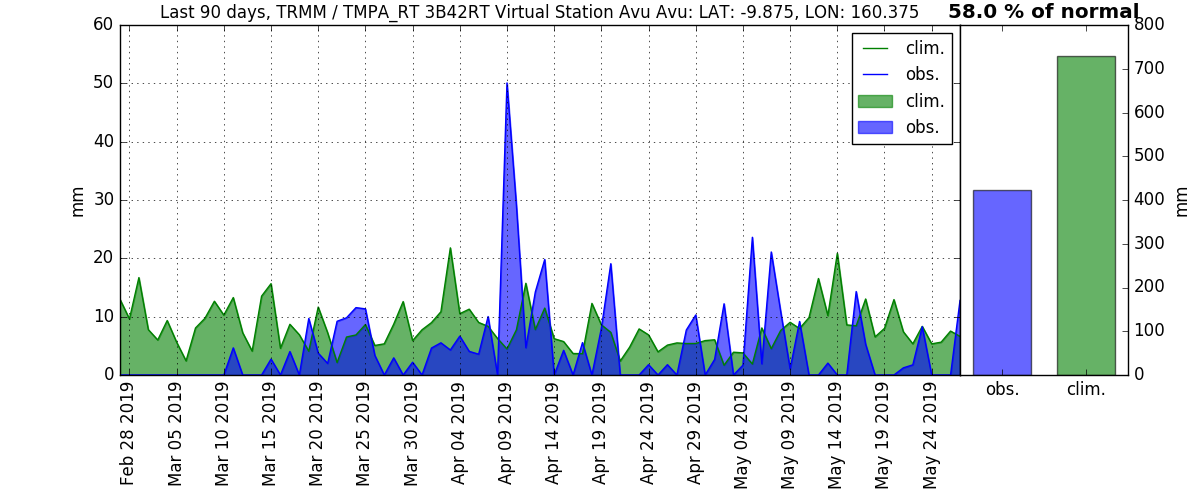 Last 90 days, TRMM / TMPA_RT 3B42RT Virtual Station Avu Avu: LAT: -9.875, LON: 160.375
58.0 % of normal
60
50
40
30
20
10
0
mm
clim.
obs.
clim.
obs.
800
700
600
500
400
300
200
100
0
mm
Feb 28 2019
Mar 05 2019
Mar 10 2019
Mar 15 2019
Mar 20 2019
Mar 25 2019
Mar 30 2019
Apr 04 2019
Apr 09 2019
Apr 14 2019
Apr 19 2019
Apr 24 2019
Apr 29 2019
May 04 2019
May 09 2019
May 14 2019
May 19 2019
May 24 2019
obs.
clim.